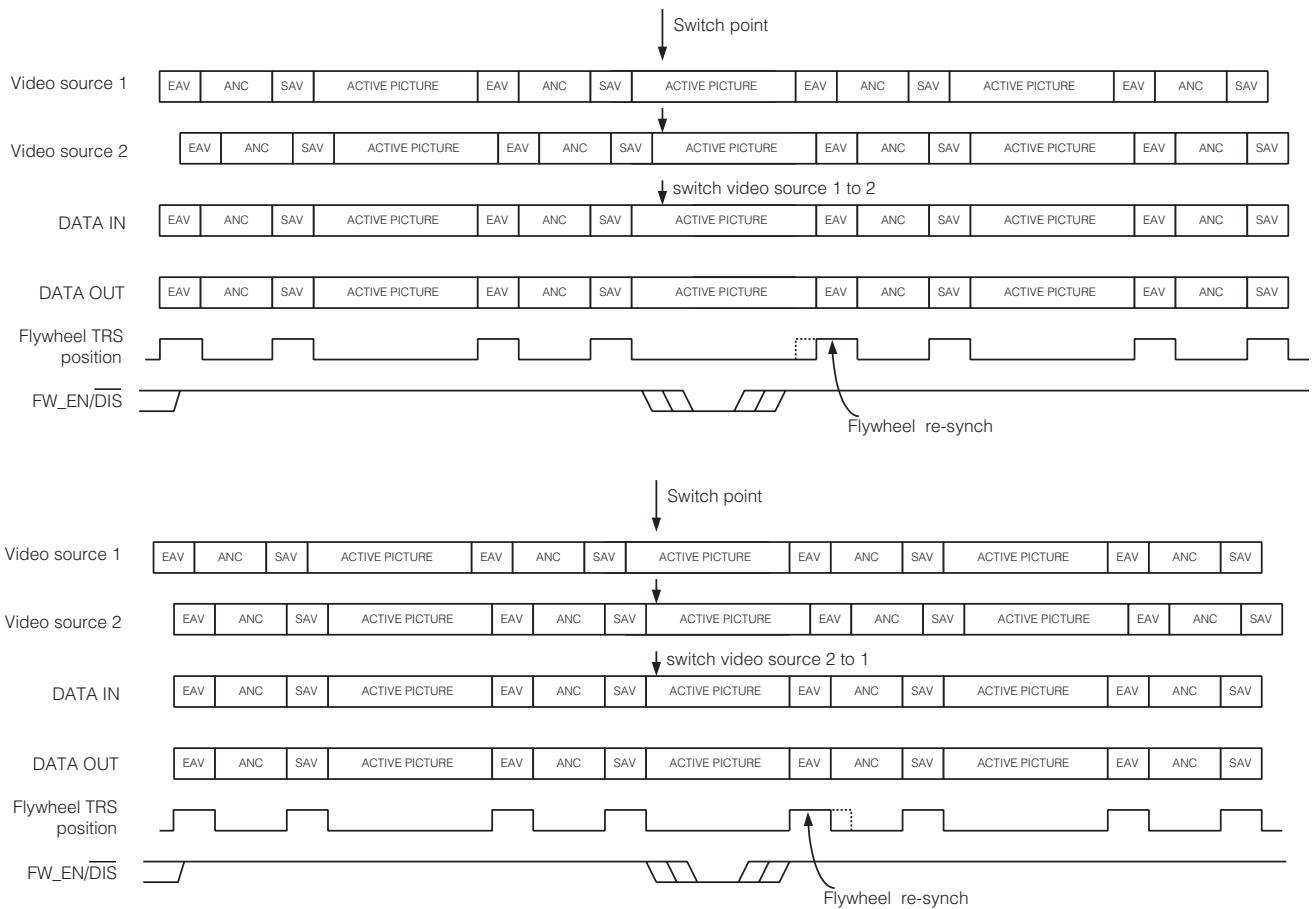 Switch point
Video source 1 EAV ANC SAV ACTIVE PICTURE EAV ANC SAV ACTIVE PICTURE EAV ANC SAV ACTIVE PICTURE EAV ANC SAV
Video source 2 EAV ANC SAV ACTIVE PICTURE EAV ANC SAV ACTIVE PICTURE EAV ANC SAV ACTIVE PICTURE EAV ANC SAV
switch video source 1 to 2
DATA IN EAV ANC SAV ACTIVE PICTURE EAV ANC SAV ACTIVE PICTURE EAV ANC SAV ACTIVE PICTURE EAV ANC SAV
DATA OUT EAV ANC SAV ACTIVE PICTURE EAV ANC SAV ACTIVE PICTURE EAV ANC SAV ACTIVE PICTURE EAV ANC SAV
Flywheel TRS
position
FW_EN/DIS
Flywheel re-synch
Switch point
Video source 1 EAV ANC SAV ACTIVE PICTURE EAV ANC SAV ACTIVE PICTURE EAV ANC SAV ACTIVE PICTURE EAV ANC SAV
Video source 2 EAV ANC SAV ACTIVE PICTURE EAV ANC SAV ACTIVE PICTURE EAV ANC SAV ACTIVE PICTURE EAV ANC SAV
switch video source 2 to 1
DATA IN EAV ANC SAV ACTIVE PICTURE EAV ANC SAV ACTIVE PICTURE EAV ANC SAV ACTIVE PICTURE EAV ANC SAV
DATA OUT EAV ANC SAV ACTIVE PICTURE EAV ANC SAV ACTIVE PICTURE EAV ANC SAV ACTIVE PICTURE EAV ANC SAV
Flywheel TRS
position
FW_EN/DIS
Flywheel re-synch